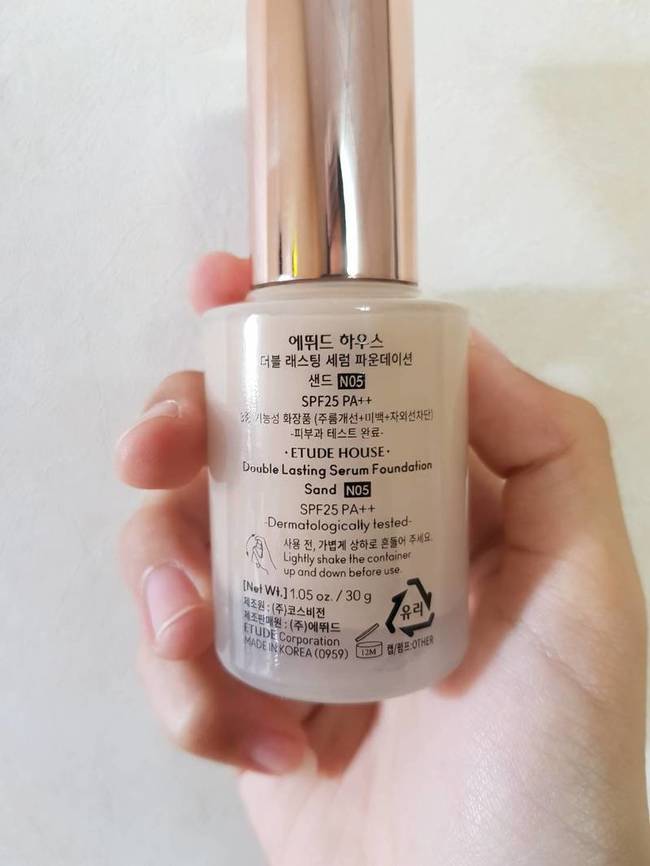 에뛰드 하우스
더블 래스팅 세럼 파운데이션
샌드 N05
SPF25 PA++
기능성 화장품 (주름개선+미백+자외선차단)
-피부과 테스트 완료-
·ETUDE HOUSE·
Double Lasting Serum Foundation
Sand N05
SPF25 PA++
-Dermatologically tested-
사용 전, 가볍게 상하로 흔들어 주세요.
Lightly shake the container
up and down before use.
[Net Wt.] 1.05 oz. / 30 g
제조원 : (주)코스비전
제조판매원 : (주)에뛰드
ETUDE Corporation
MADE IN KOREA (0959)
12M
유리
캡/펌프:OTHER